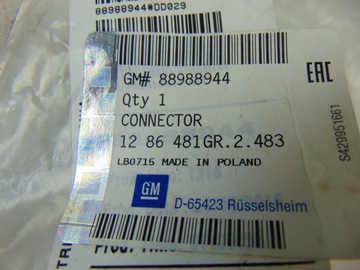 88988944#DD029
GM# 88988944
Qty 1
CONNECTOR
12 86 481GR.2.483
LB0715 MADE IN POLAND
GM
D-65423 Rüsselsheim
EAC
S429951661